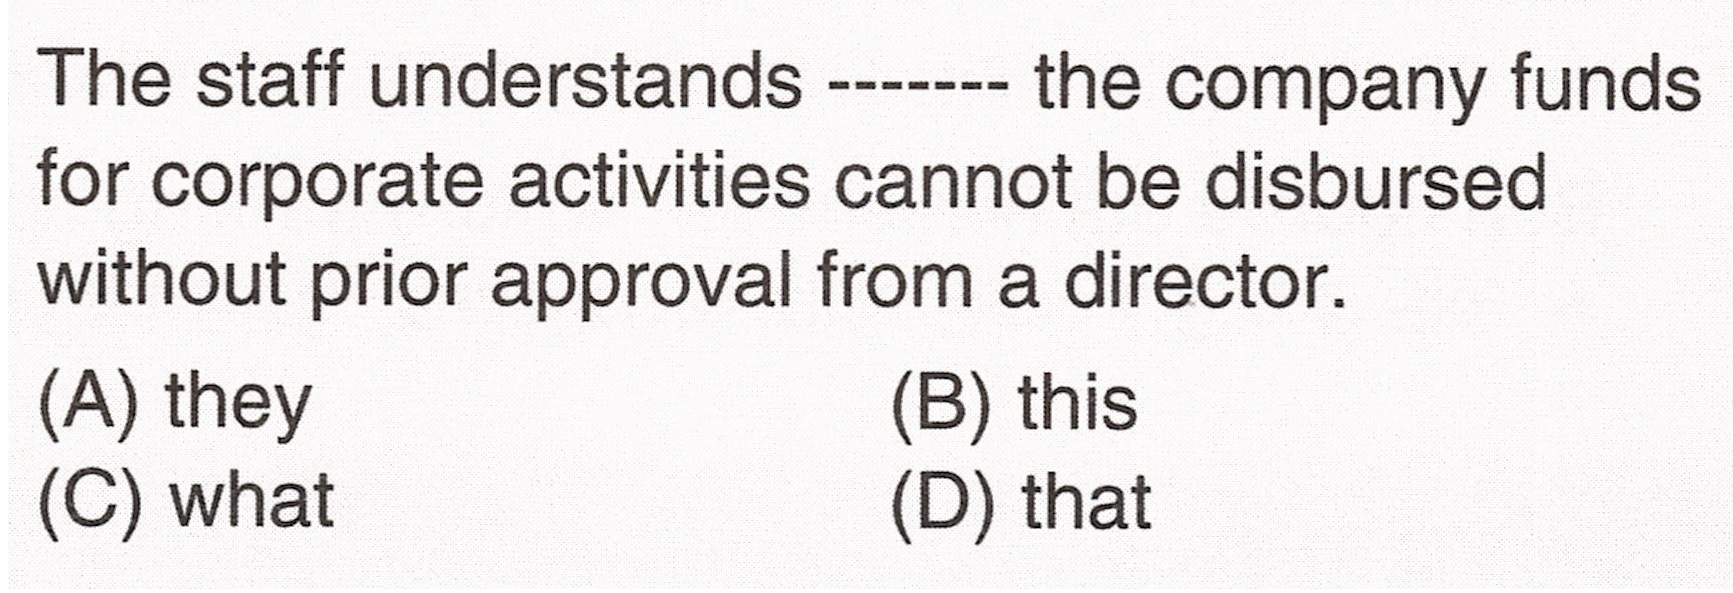 The staff understands ------- the company funds
for corporate activities cannot be disbursed
without prior approval from a director.
(A) they (B) this
(C) what (D) that